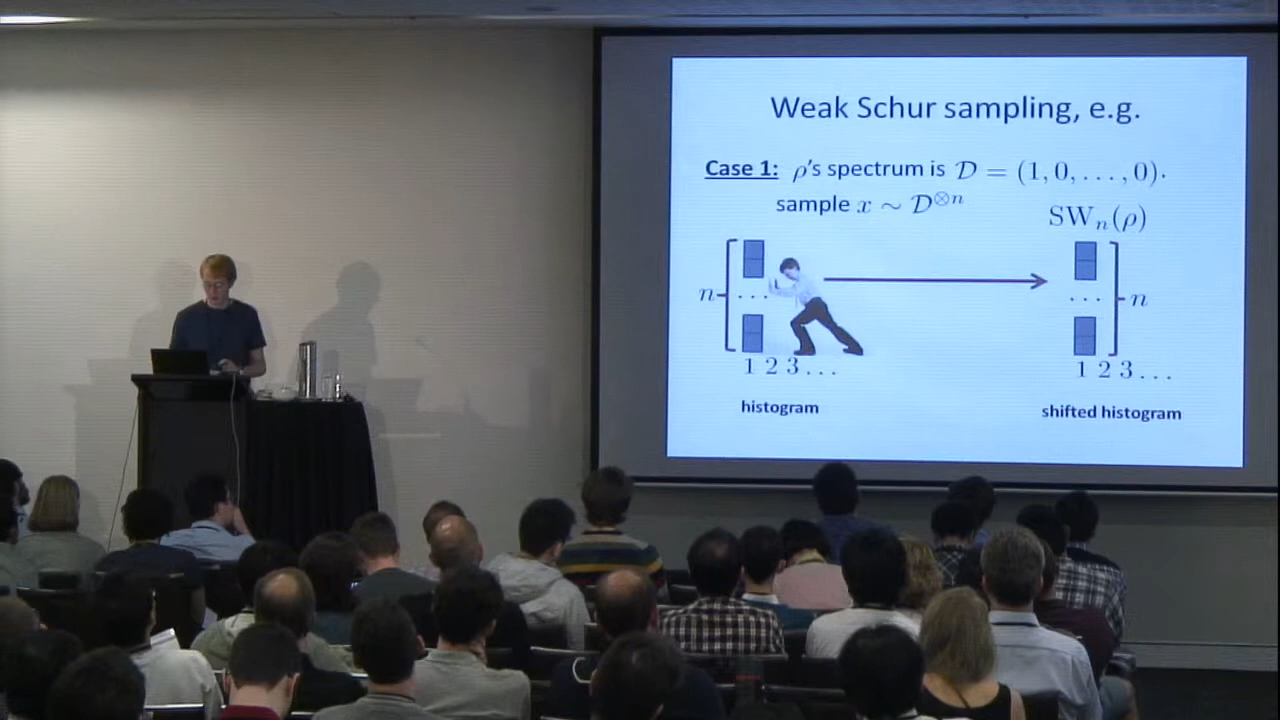 Weak Schur sampling, e.g.
Case 1: ρ's spectrum is 𝒟 = (1, 0, . . . , 0).
sample x ∼ 𝒟^{⊗n}
SW_n(ρ)
n
. . .
. . .
n
1 2 3 . . .
1 2 3 . . .
histogram
shifted histogram